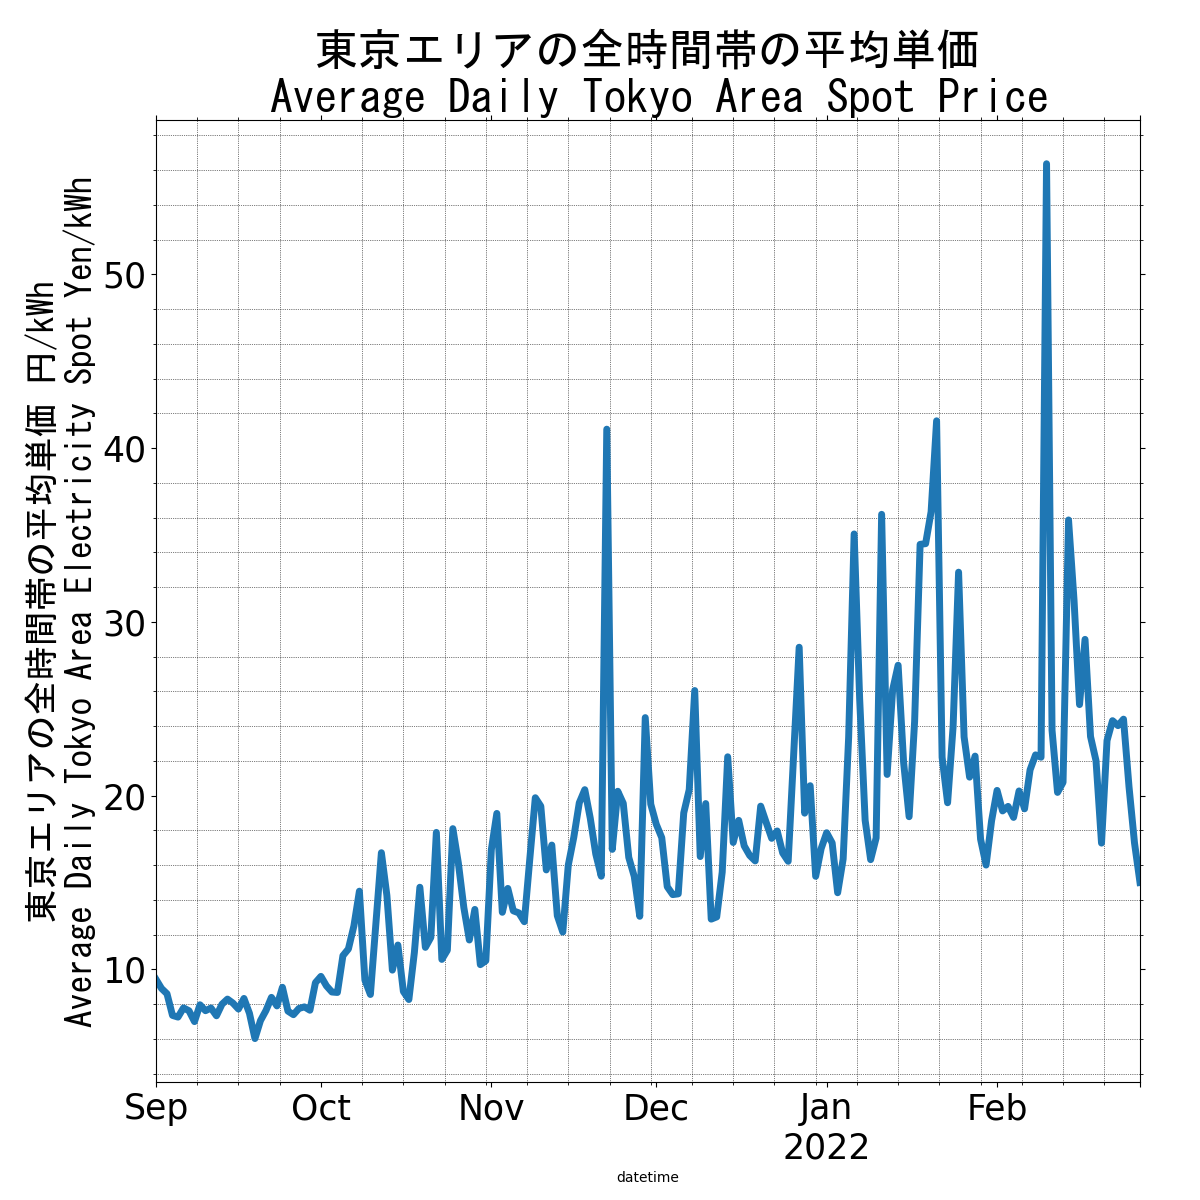 東京エリアの全時間帯の平均単価
Average Daily Tokyo Area Spot Price
東京エリアの全時間帯の平均単価 円/kWh
Average Daily Tokyo Area Electricity Spot Yen/kWh
50
40
30
20
10
Sep Oct Nov Dec Jan Feb
2022
datetime